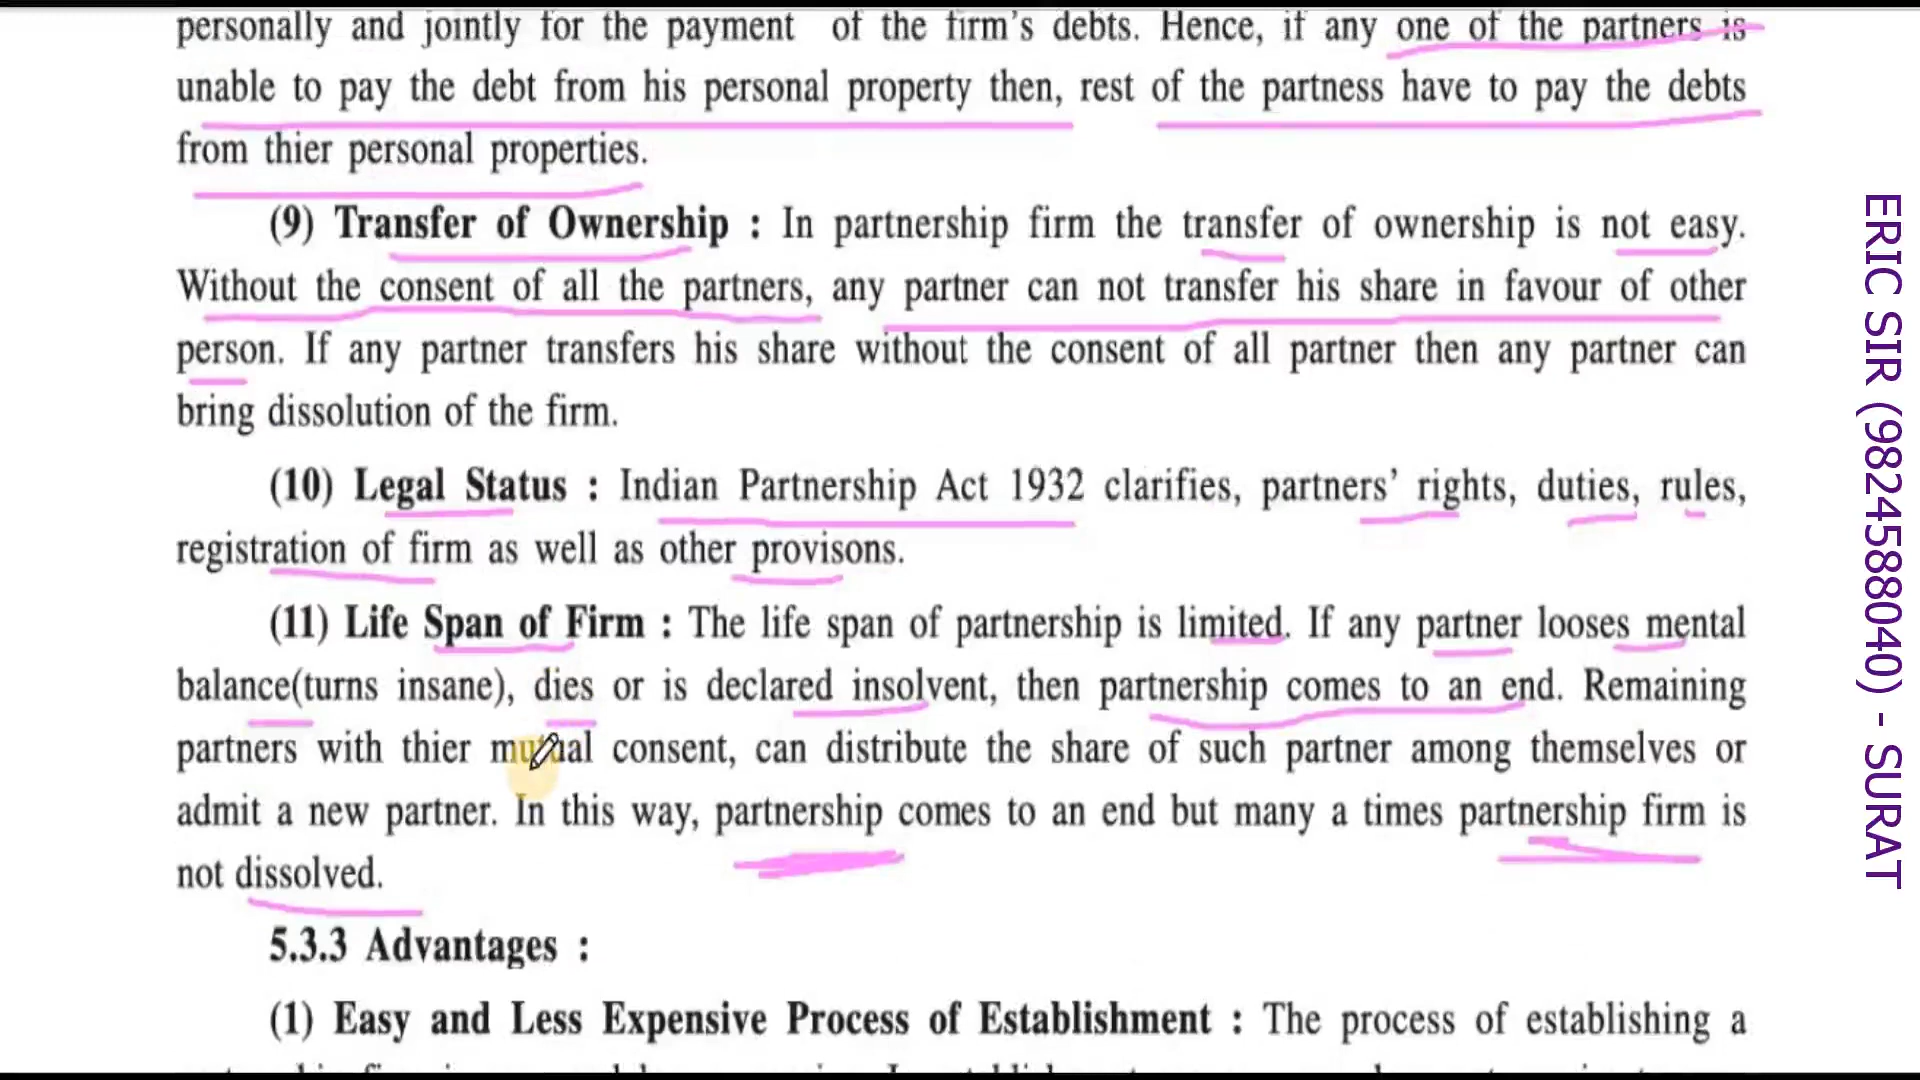 personally and jointly for the payment of the firm's debts. Hence, if any one of the partners is
unable to pay the debt from his personal property then, rest of the partness have to pay the debts
from thier personal properties.
(9) Transfer of Ownership : In partnership firm the transfer of ownership is not easy.
Without the consent of all the partners, any partner can not transfer his share in favour of other
person. If any partner transfers his share without the consent of all partner then any partner can
bring dissolution of the firm.
(10) Legal Status : Indian Partnership Act 1932 clarifies, partners' rights, duties, rules,
registration of firm as well as other provisons.
(11) Life Span of Firm : The life span of partnership is limited. If any partner looses mental
balance(turns insane), dies or is declared insolvent, then partnership comes to an end. Remaining
partners with thier mutual consent, can distribute the share of such partner among themselves or
admit a new partner. In this way, partnership comes to an end but many a times partnership firm is
not dissolved.
5.3.3 Advantages :
(1) Easy and Less Expensive Process of Establishment : The process of establishing a
ERIC SIR (9824588040) - SURAT